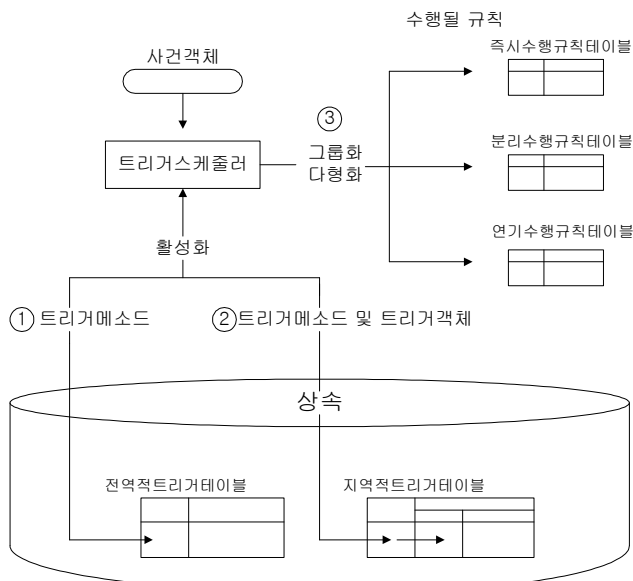 수행될 규칙
사건객체
즉시수행규칙테이블
③
그룹화
다형화
트리거스케줄러
분리수행규칙테이블
연기수행규칙테이블
활성화
① 트리거메소드
② 트리거메소드 및 트리거객체
상속
전역적트리거테이블
지역적트리거테이블